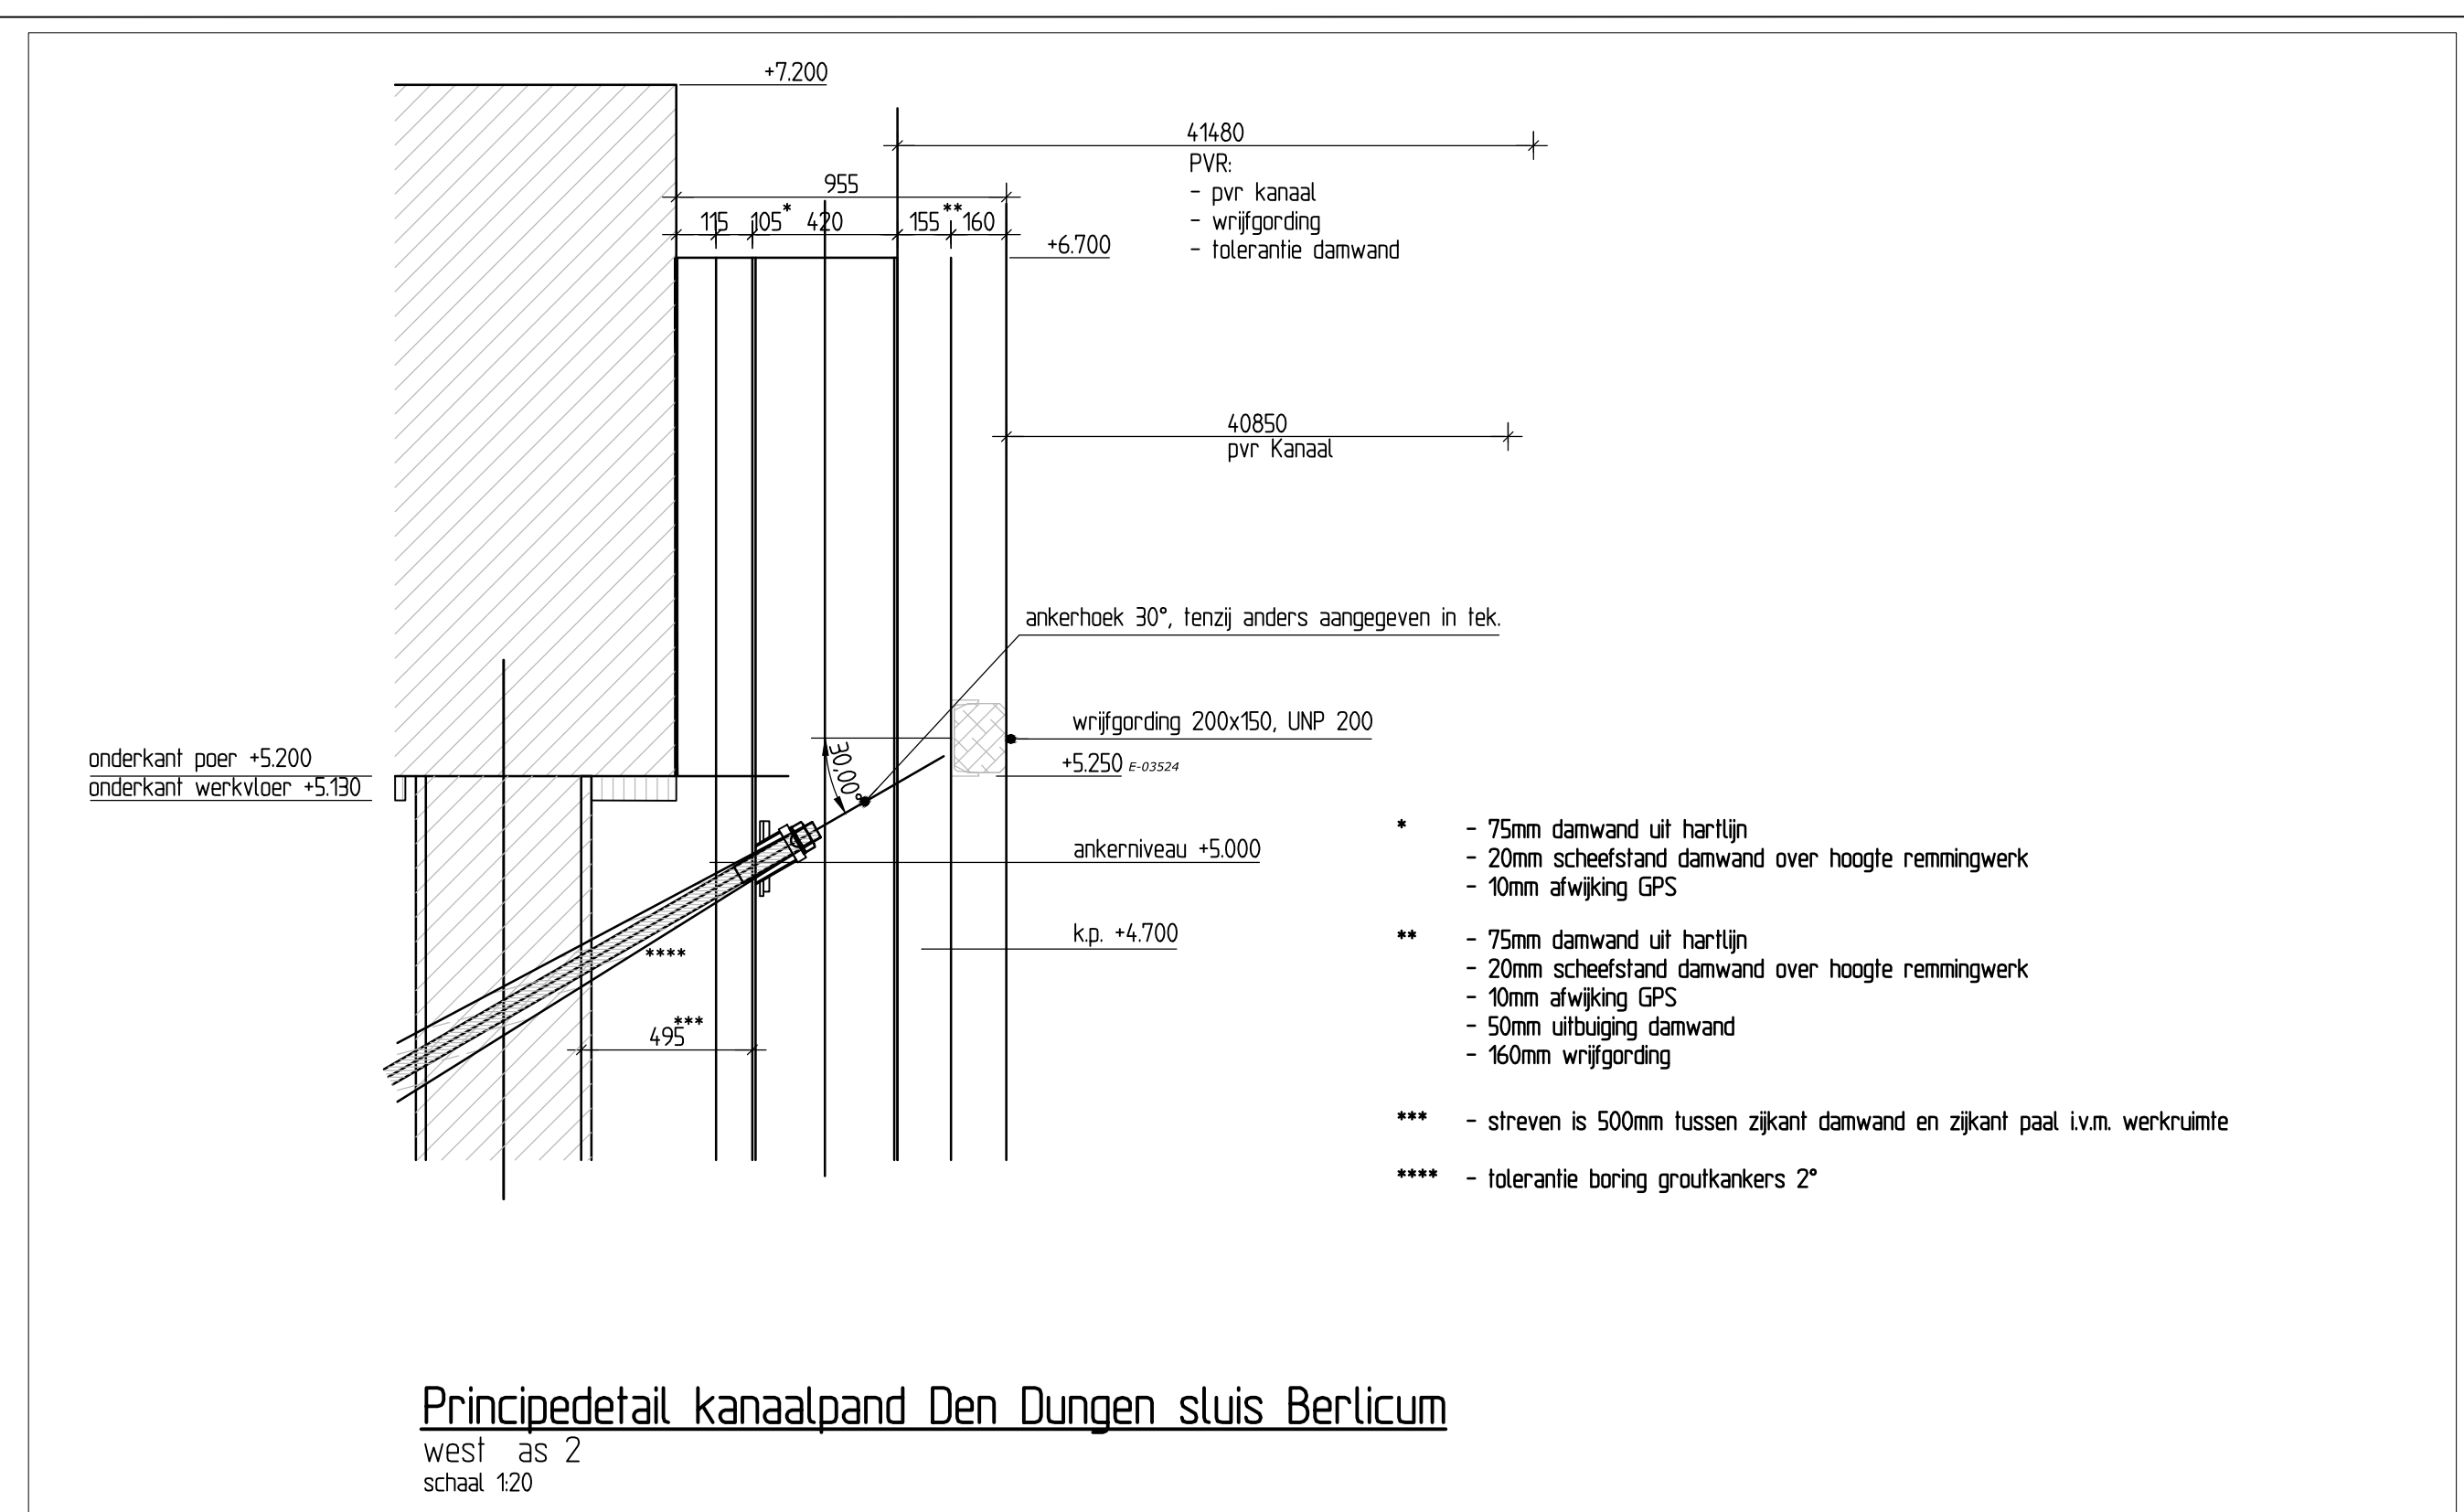 +7.200
41480
PVR:
- pvr kanaal
- wrijfgording
- tolerantie damwand
955
115 105* 420 155** 160
+6.700
40850
pvr Kanaal
ankerhoek 30°, tenzij anders aangegeven in tek.
wrijfgording 200x150, UNP 200
+5.250 E-03524
30,00°
onderkant poer +5.200
onderkant werkvloer +5.130
ankerniveau +5.000
k.p. +4.700
****
495***
* - 75mm damwand uit hartlijn
- 20mm scheefstand damwand over hoogte remmingwerk
- 10mm afwijking GPS
** - 75mm damwand uit hartlijn
- 20mm scheefstand damwand over hoogte remmingwerk
- 10mm afwijking GPS
- 50mm uitbuiging damwand
- 160mm wrijfgording
*** - streven is 500mm tussen zijkant damwand en zijkant paal i.v.m. werkruimte
**** - tolerantie boring groutkankers 2°
Principedetail kanaalpand Den Dungen sluis Berlicum
west as 2
schaal 1:20